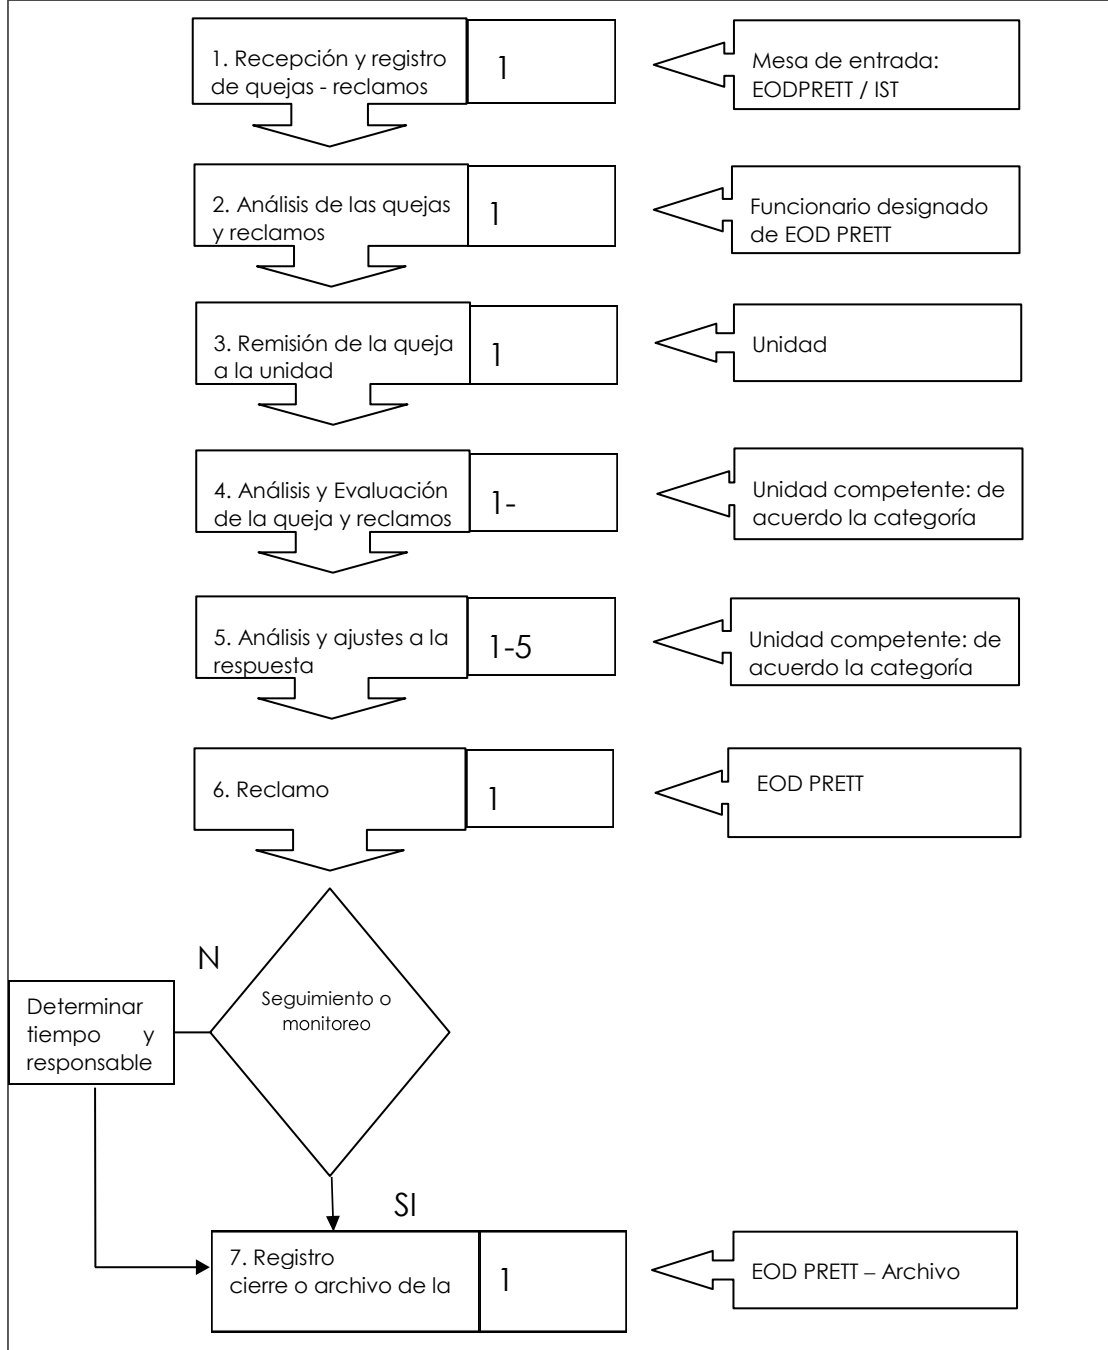 1. Recepción y registro
de quejas - reclamos
1
Mesa de entrada:
EODPRETT / IST
2. Análisis de las quejas
y reclamos
1
Funcionario designado
de EOD PRETT
3. Remisión de la queja
a la unidad
1
Unidad
4. Análisis y Evaluación
de la queja y reclamos
1-
Unidad competente: de
acuerdo la categoría
5. Análisis y ajustes a la
respuesta
1-5
Unidad competente: de
acuerdo la categoría
6. Reclamo
1
EOD PRETT
N
Seguimiento o
monitoreo
Determinar
tiempo y
responsable
SI
7. Registro
cierre o archivo de la
1
EOD PRETT – Archivo